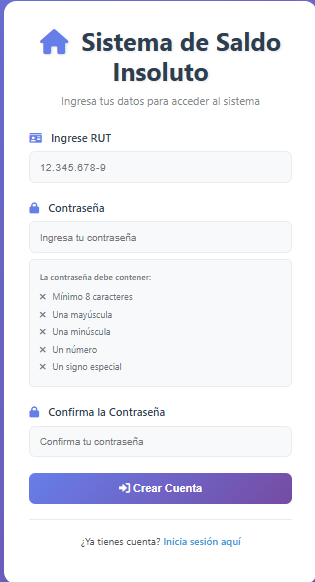 Sistema de Saldo
Insoluto
Ingresa tus datos para acceder al sistema
Ingrese RUT
12.345.678-9
Contraseña
Ingresa tu contraseña
La contraseña debe contener:
× Mínimo 8 caracteres
× Una mayúscula
× Una minúscula
× Un número
× Un signo especial
Confirma la Contraseña
Confirma tu contraseña
Crear Cuenta
¿Ya tienes cuenta? Inicia sesión aquí